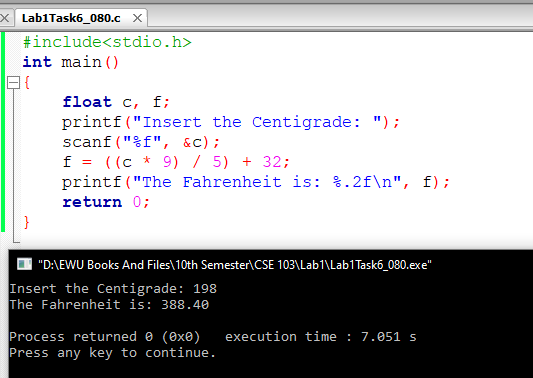 Lab1Task6_080.c
#include<stdio.h>
int main()
{
float c, f;
printf("Insert the Centigrade: ");
scanf("%f", &c);
f = ((c * 9) / 5) + 32;
printf("The Fahrenheit is: %.2f\n", f);
return 0;
}
"D:\EWU Books And Files\10th Semester\CSE 103\Lab1\Lab1Task6_080.exe"
Insert the Centigrade: 198
The Fahrenheit is: 388.40
Process returned 0 (0x0)   execution time : 7.051 s
Press any key to continue.